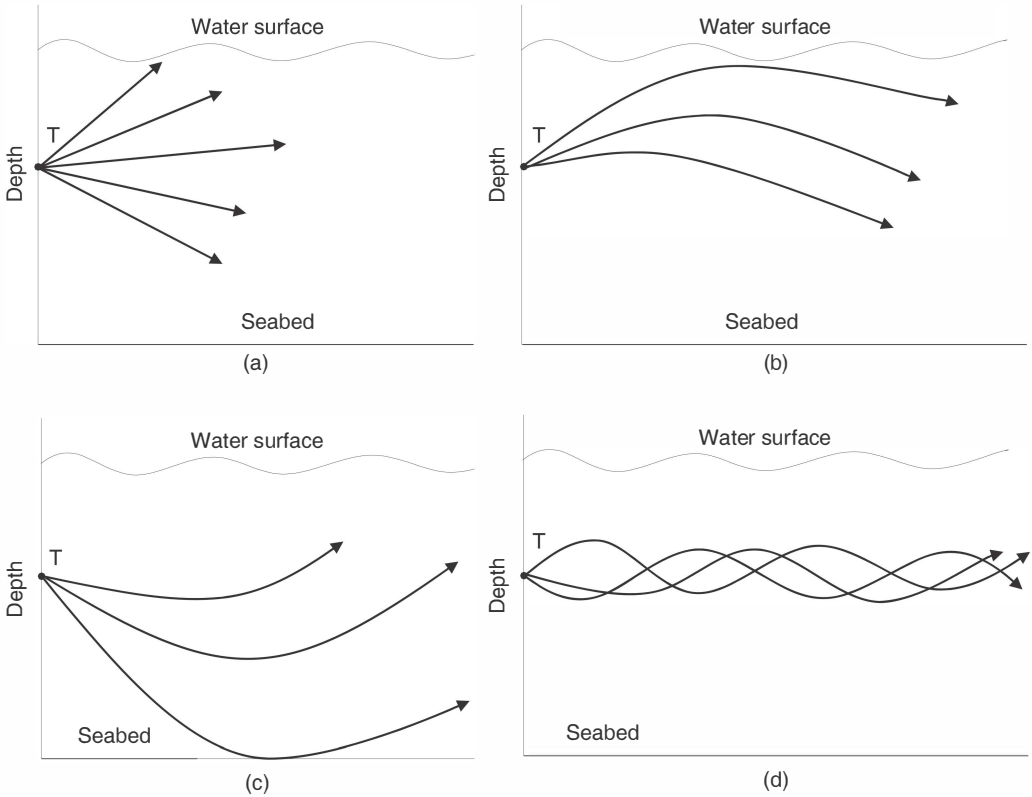 Water surface
T
Depth
Seabed
(a)
Water surface
T
Depth
Seabed
(b)
Water surface
T
Depth
Seabed
(c)
Water surface
T
Depth
Seabed
(d)